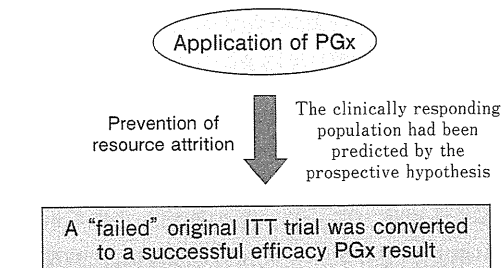 Application of PGx
Prevention of
resource attrition
The clinically responding
population had been
predicted by the
prospective hypothesis
A “failed” original ITT trial was converted
to a successful efficacy PGx result